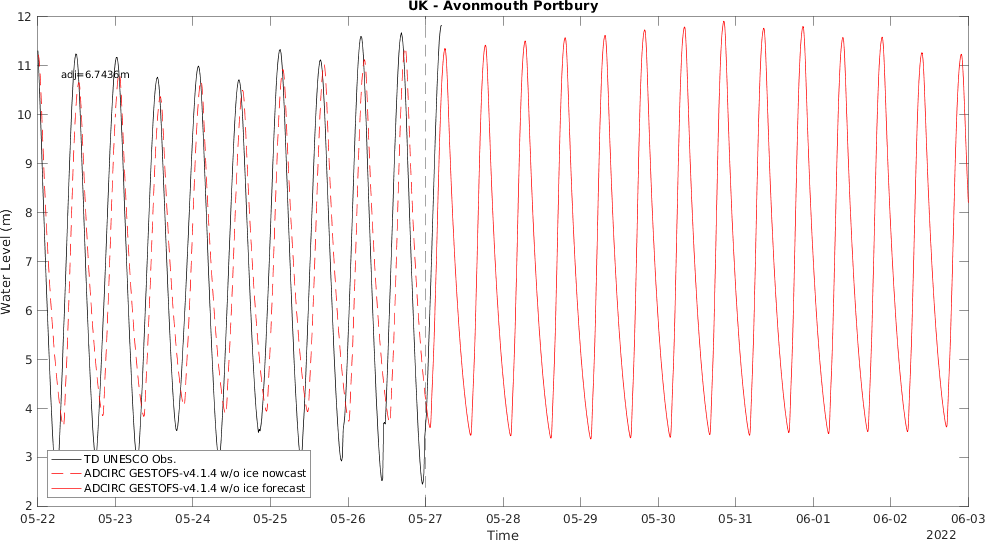 UK - Avonmouth Portbury
12
11
10
9
8
7
6
5
4
3
2
Water Level (m)
adj=6.7436m
TD UNESCO Obs.
ADCIRC GESTOFS-v4.1.4 w/o ice nowcast
ADCIRC GESTOFS-v4.1.4 w/o ice forecast
05-22 05-23 05-24 05-25 05-26 05-27 05-28 05-29 05-30 05-31 06-01 06-02 06-03
Time
2022